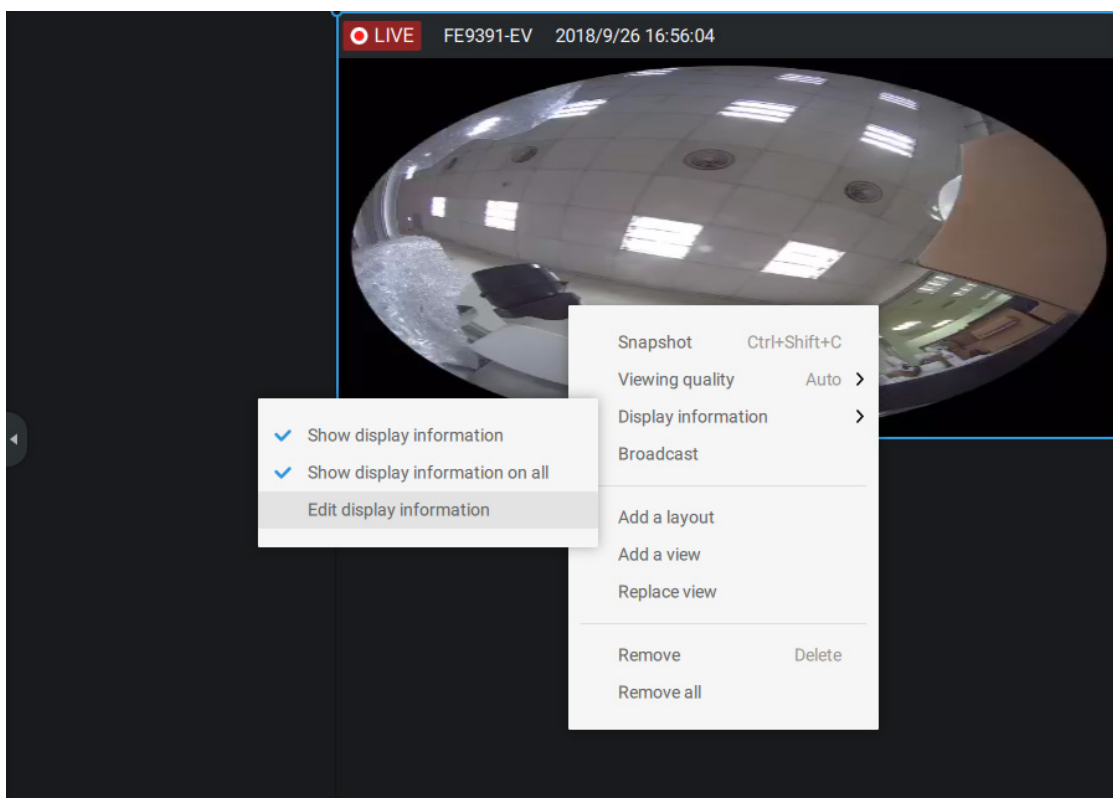 LIVE FE9391-EV 2018/9/26 16:56:04
Snapshot Ctrl+Shift+C
Viewing quality Auto
Display information
Broadcast
Show display information
Show display information on all
Edit display information
Add a layout
Add a view
Replace view
Remove Delete
Remove all